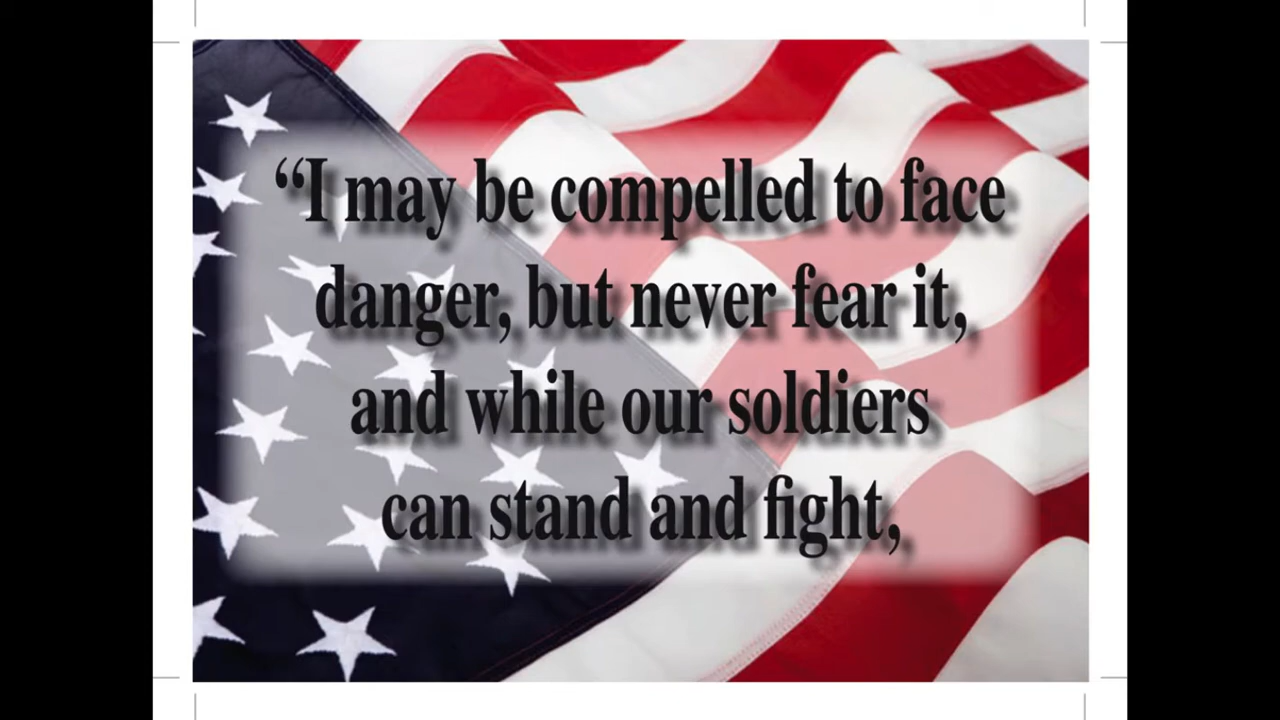 “I may be compelled to face
danger, but never fear it,
and while our soldiers
can stand and fight,